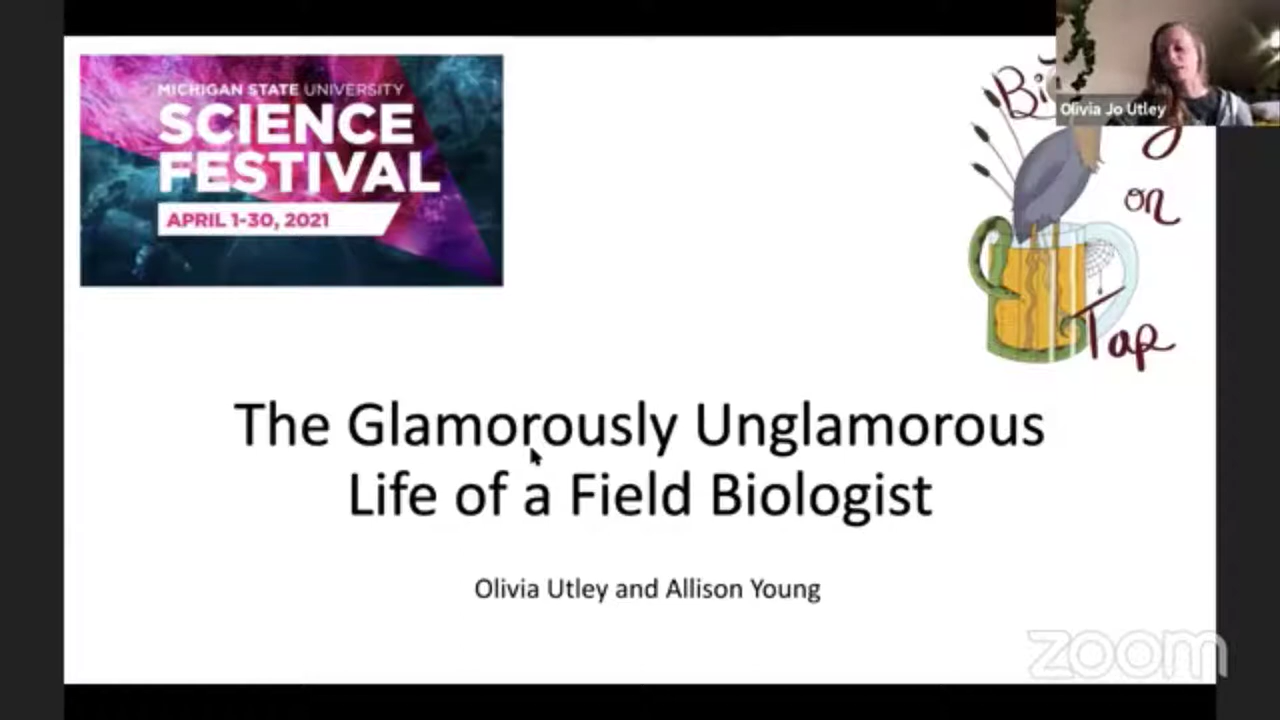 MICHIGAN STATE UNIVERSITY
SCIENCE
FESTIVAL
APRIL 1-30, 2021
Olivia Jo Utley
on
Tap
The Glamorously Unglamorous
Life of a Field Biologist
Olivia Utley and Allison Young
zoom